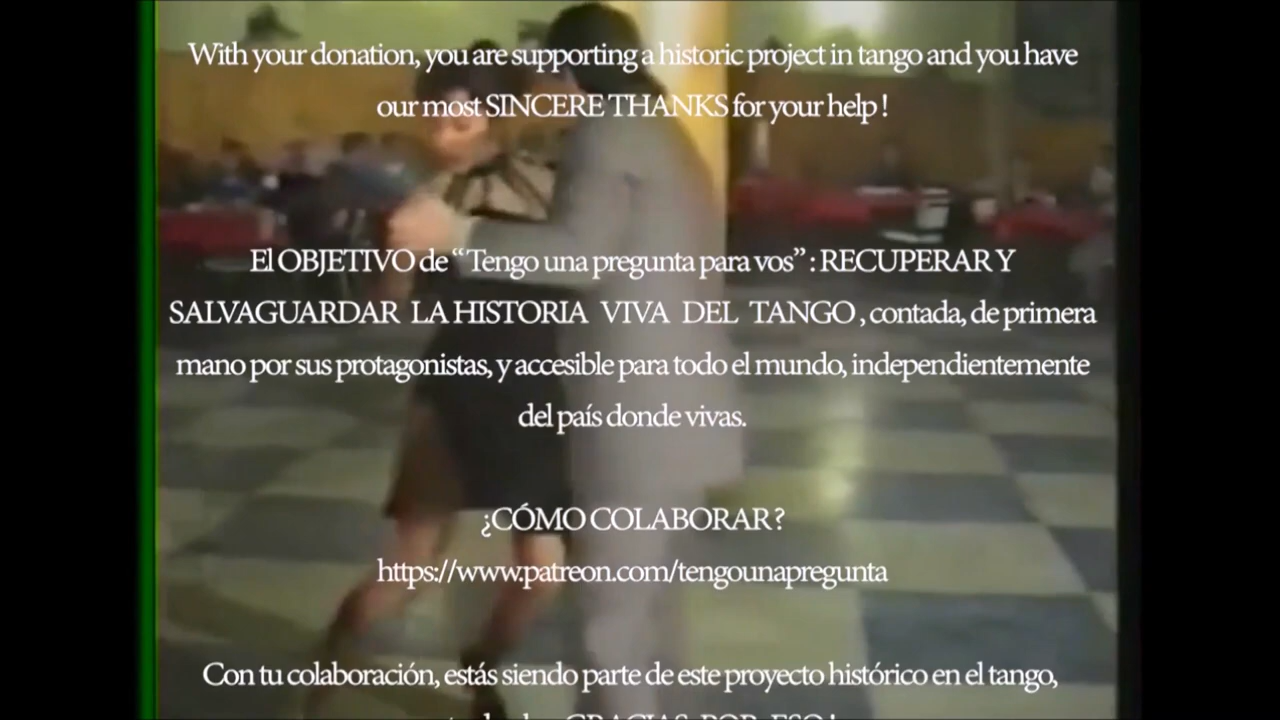 With your donation, you are supporting a historic project in tango and you have
our most SINCERE THANKS for your help !
El OBJETIVO de “Tengo una pregunta para vos” : RECUPERAR Y
SALVAGUARDAR LA HISTORIA VIVA DEL TANGO , contada, de primera
mano por sus protagonistas, y accesible para todo el mundo, independientemente
del país donde vivas.
¿CÓMO COLABORAR ?
https://www.patreon.com/tengounapregunta
Con tu colaboración, estás siendo parte de este proyecto histórico en el tango,
GRACIAS POR ESO !